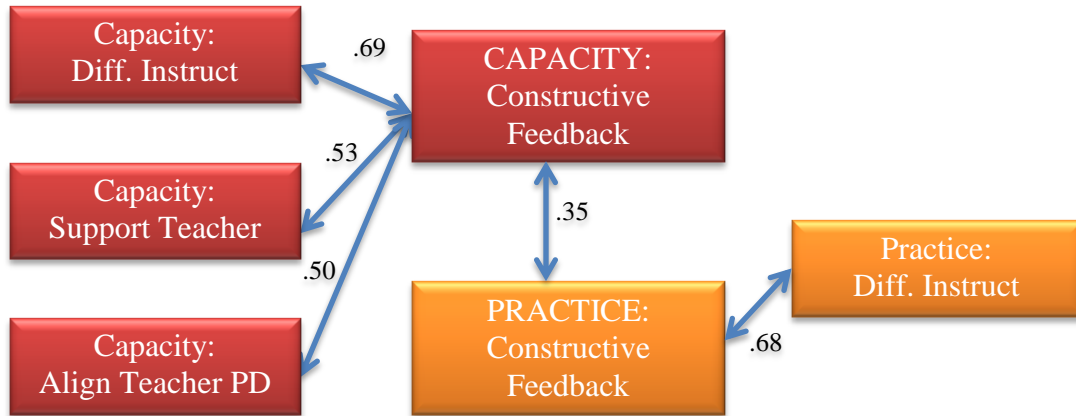 Capacity:
Diff. Instruct
.69
CAPACITY:
Constructive
Feedback
.53
Capacity:
Support Teacher
.50
.35
Practice:
Diff. Instruct
Capacity:
Align Teacher PD
PRACTICE:
Constructive
Feedback
.68